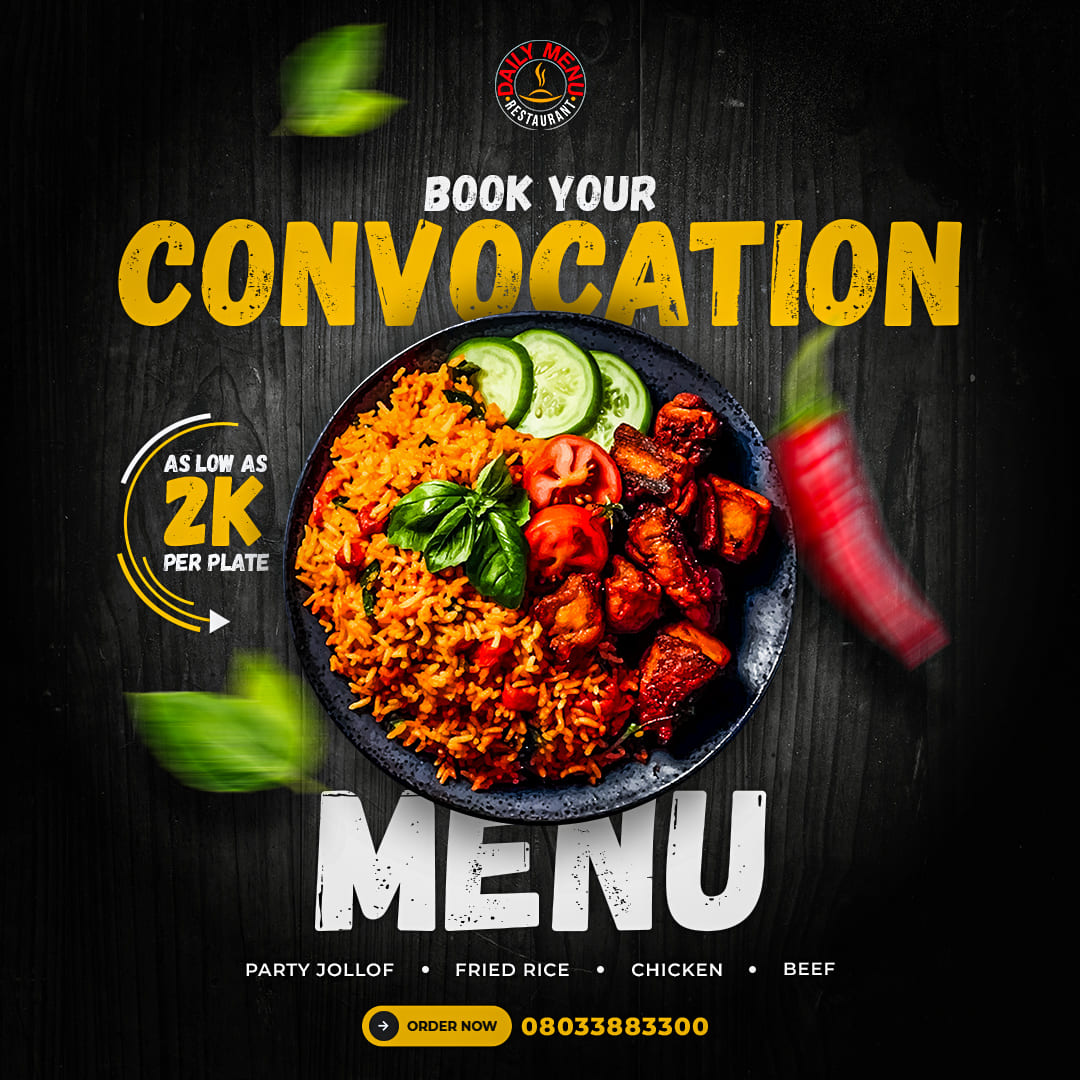 DAILY MENU
• RESTAURANT •
BOOK YOUR
CONVOCATION
AS LOW AS
2K
PER PLATE
MENU
PARTY JOLLOF • FRIED RICE • CHICKEN • BEEF
ORDER NOW 08033883300